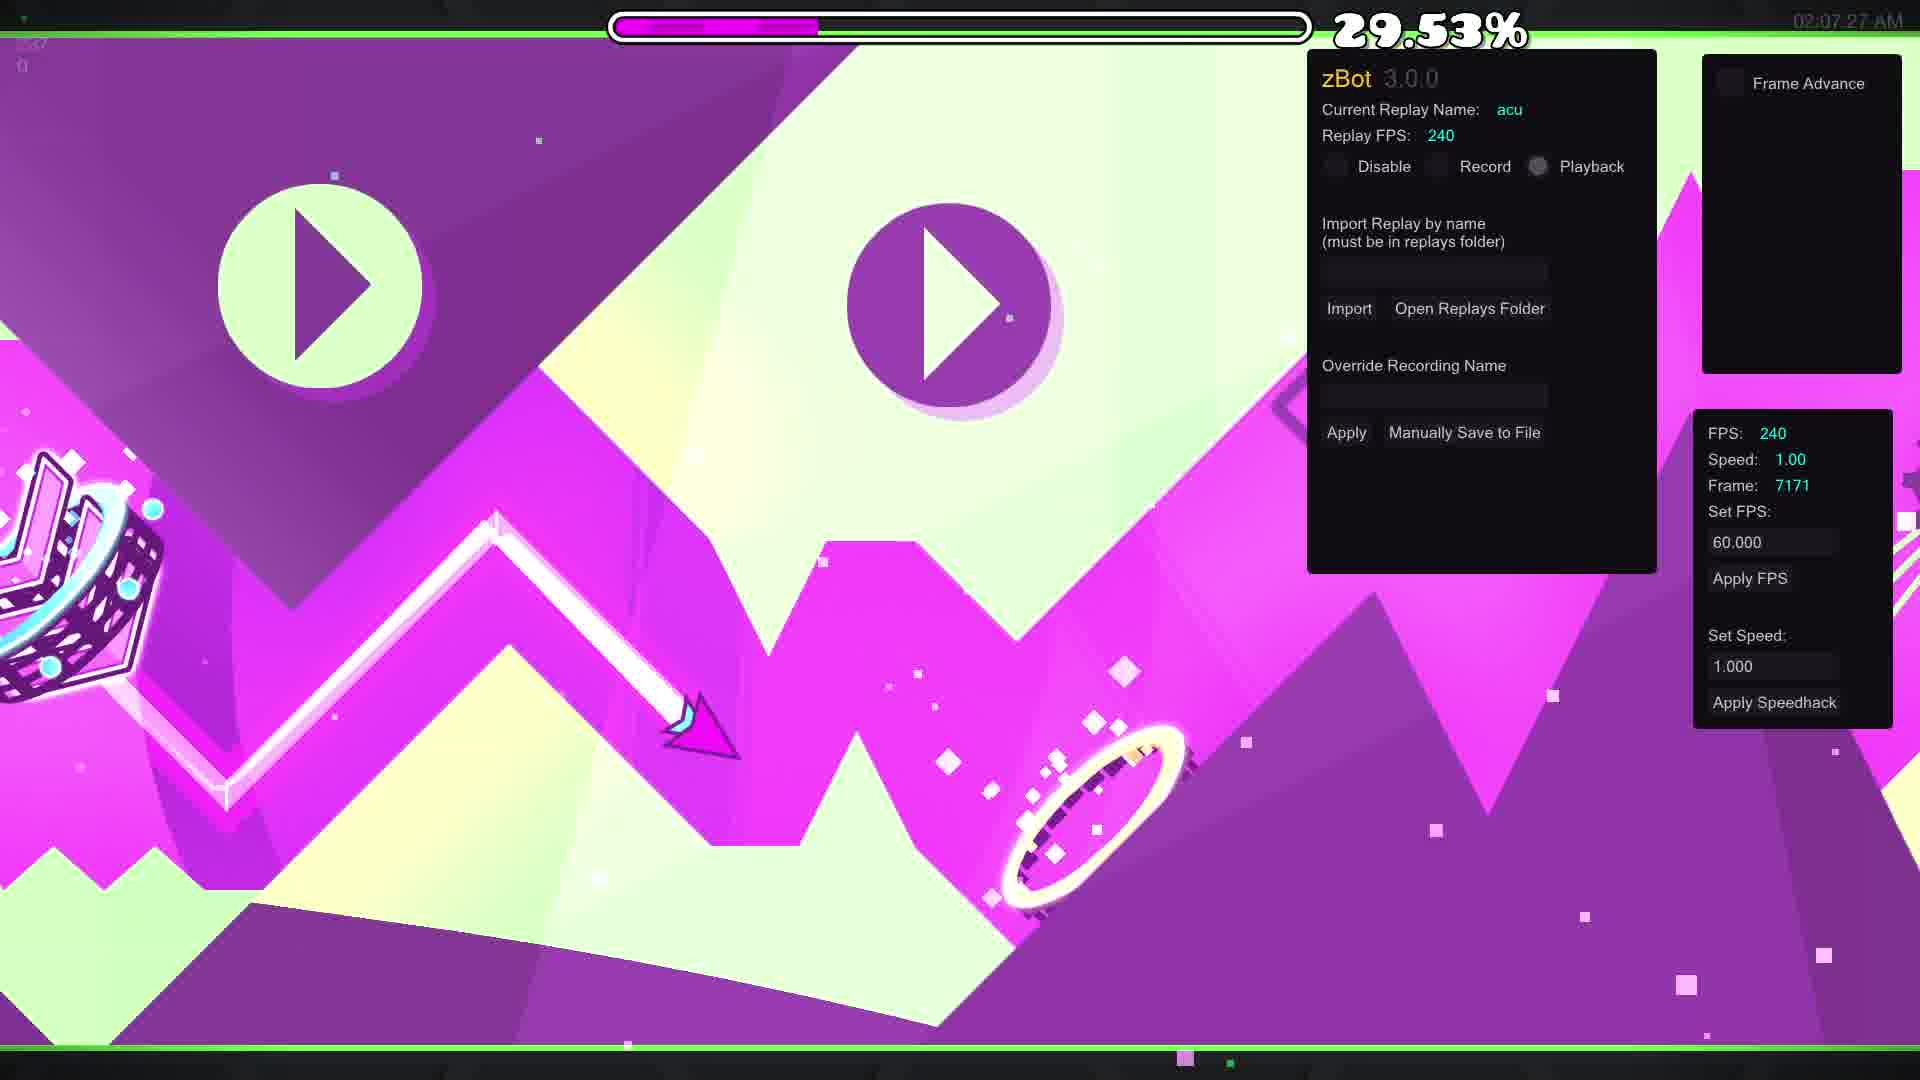 29.53%
02:07.27 AM
0
zBot 3.0.0
Current Replay Name: acu
Replay FPS: 240
Disable Record Playback
Import Replay by name
(must be in replays folder)
Import Open Replays Folder
Override Recording Name
Apply Manually Save to File
Frame Advance
FPS: 240
Speed: 1.00
Frame: 7171
Set FPS:
60.000
Apply FPS
Set Speed:
1.000
Apply Speedhack